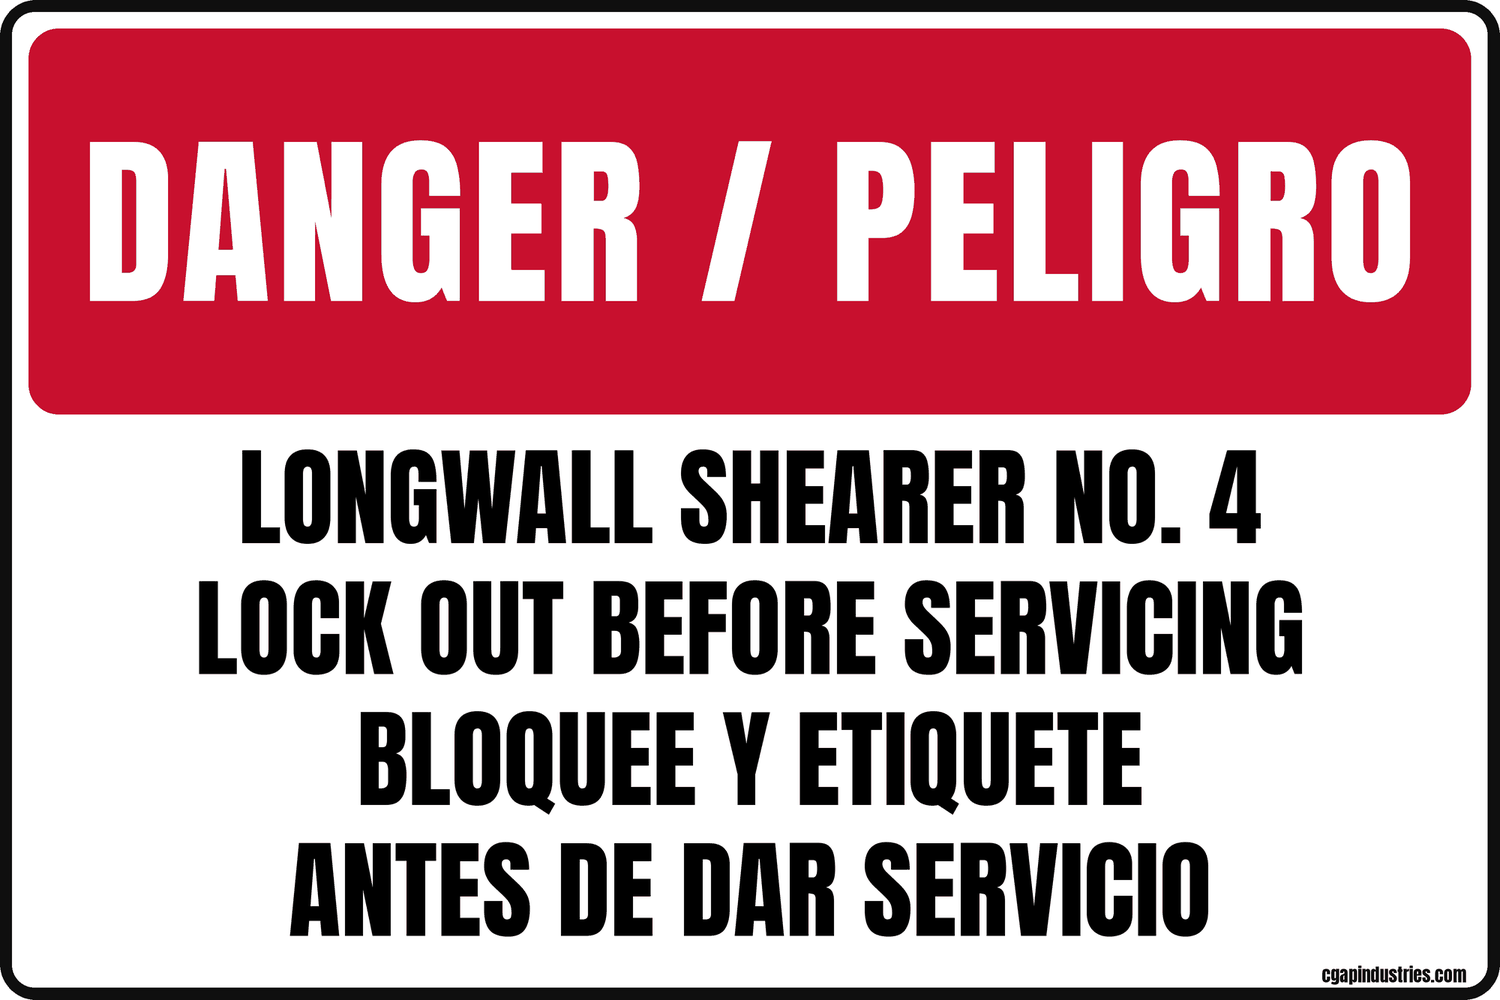 DANGER / PELIGRO
LONGWALL SHEARER NO. 4
LOCK OUT BEFORE SERVICING
BLOQUEE Y ETIQUETE
ANTES DE DAR SERVICIO
cgapindustries.com